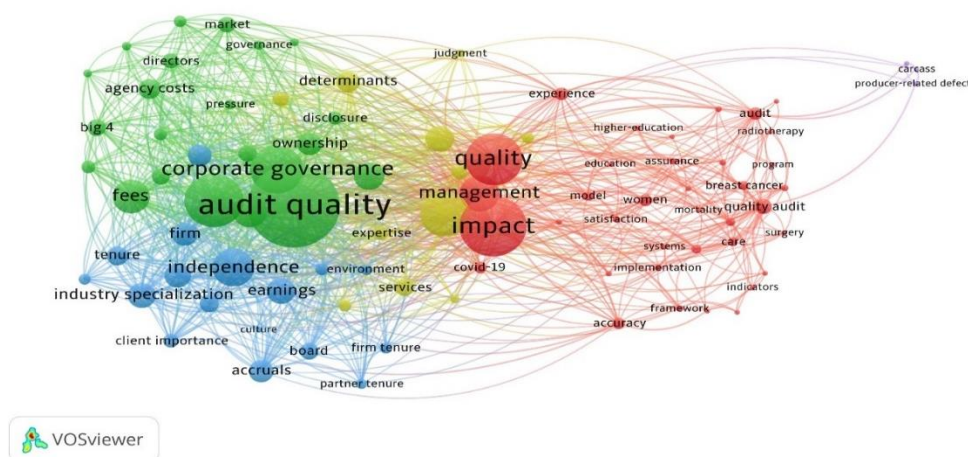 market
governance
judgment
directors
carcass
producer-related defect
agency costs
determinants
experience
pressure
disclosure
audit
big 4
higher-education
radiotherapy
ownership
corporate governance
quality
education
assurance
program
management
breast cancer
fees
audit quality
model
women
mortality
quality audit
impact
satisfaction
firm
expertise
surgery
care
tenure
systems
independence
environment
covid-19
implementation
industry specialization
earnings
services
indicators
framework
culture
accuracy
client importance
board
firm tenure
accruals
partner tenure
VOSviewer